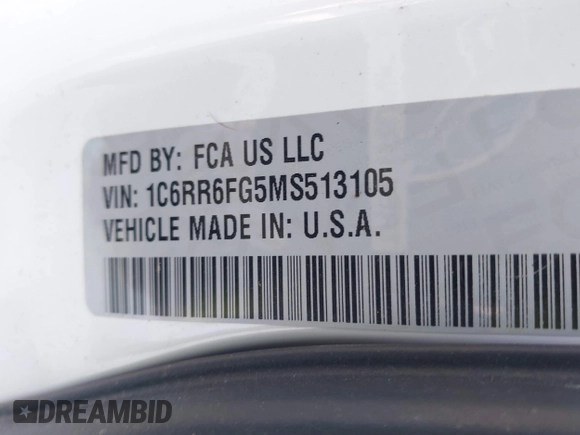 MFD BY: FCA US LLC
VIN: 1C6RR6FG5MS513105
VEHICLE MADE IN: U.S.A.
DREAMBID